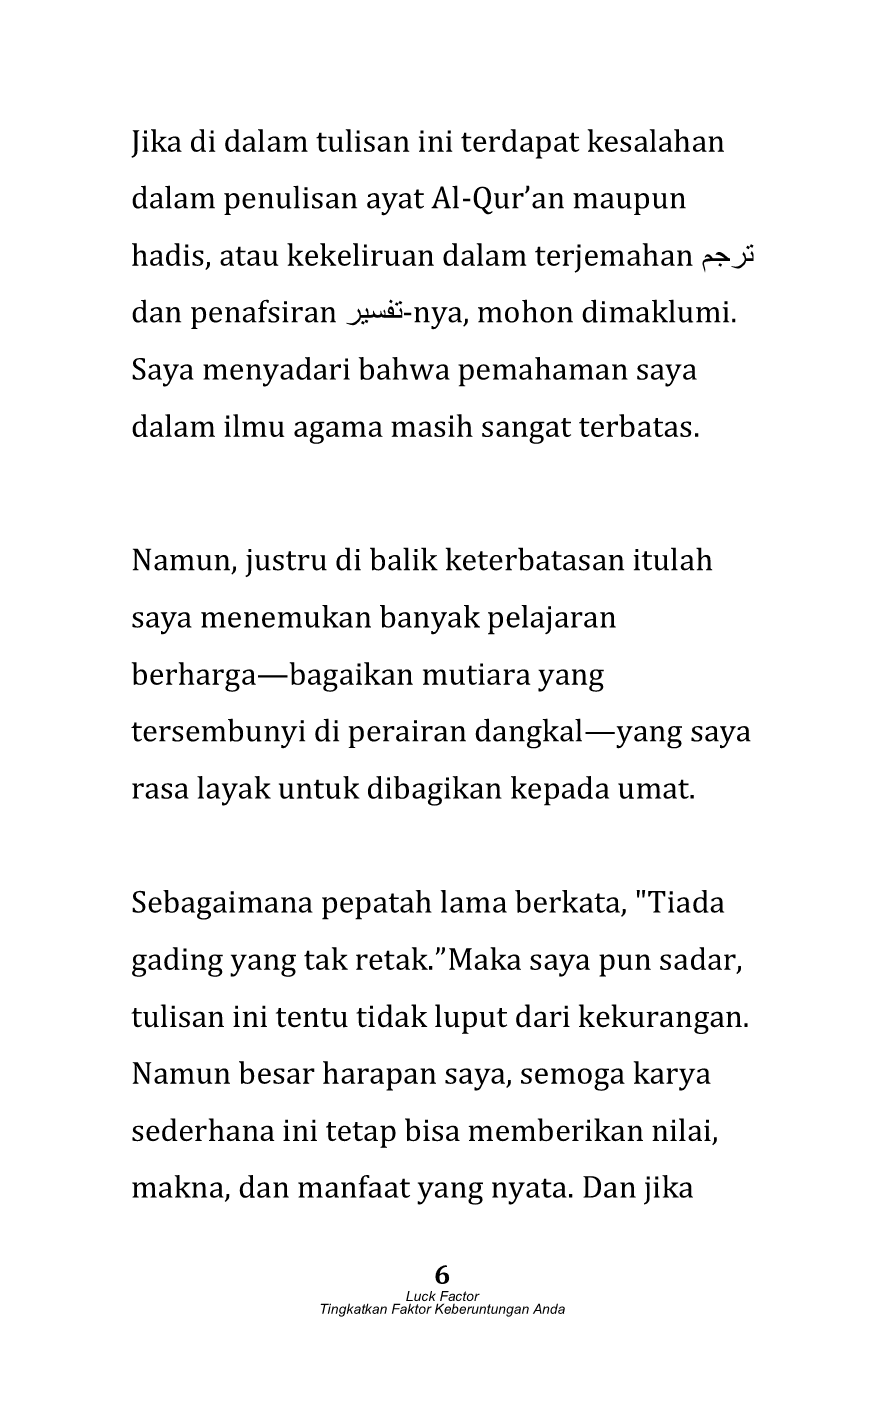 Jika di dalam tulisan ini terdapat kesalahan
dalam penulisan ayat Al-Qur’an maupun
hadis, atau kekeliruan dalam terjemahan ترجم
dan penafsiran تفسير-nya, mohon dimaklumi.
Saya menyadari bahwa pemahaman saya
dalam ilmu agama masih sangat terbatas.
Namun, justru di balik keterbatasan itulah
saya menemukan banyak pelajaran
berharga—bagaikan mutiara yang
tersembunyi di perairan dangkal—yang saya
rasa layak untuk dibagikan kepada umat.
Sebagaimana pepatah lama berkata, "Tiada
gading yang tak retak.”Maka saya pun sadar,
tulisan ini tentu tidak luput dari kekurangan.
Namun besar harapan saya, semoga karya
sederhana ini tetap bisa memberikan nilai,
makna, dan manfaat yang nyata. Dan jika
6
Luck Factor
Tingkatkan Faktor Keberuntungan Anda